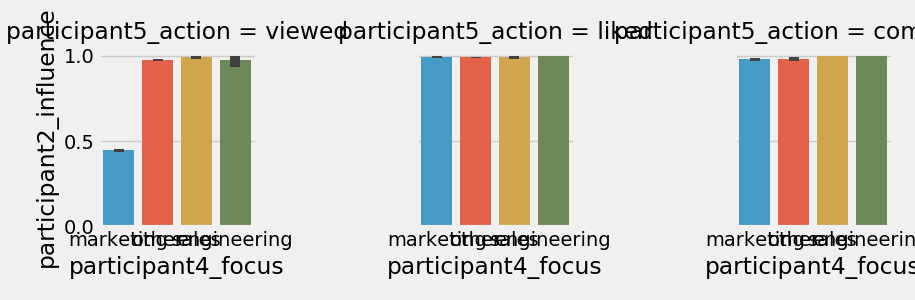 participant5_action = viewed
participant5_action = liked
participant5_action = com
participant2_influence
1.0
0.5
0.0
marketing other sales engineering
marketing other sales engineering
marketing other sales engineering
participant4_focus
participant4_focus
participant4_focus